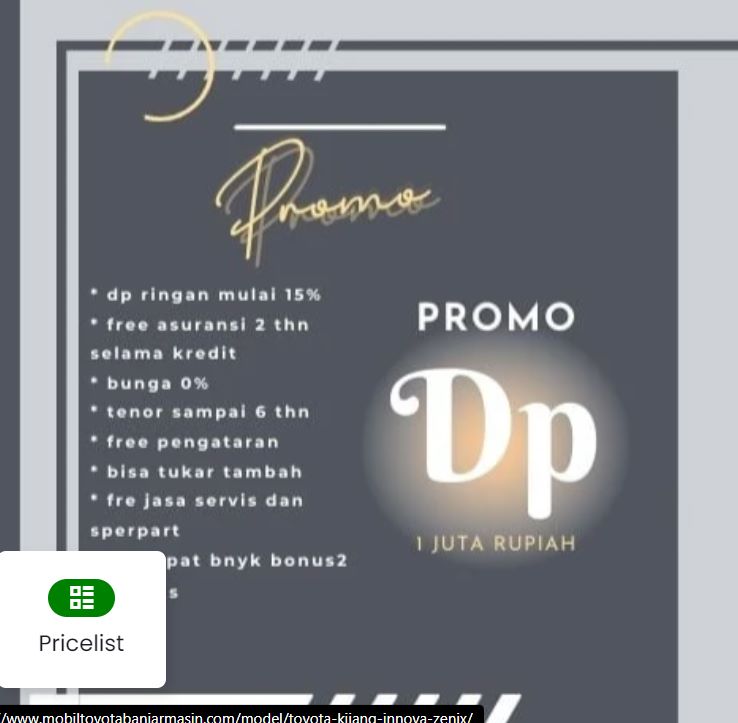 Promo
* dp ringan mulai 15%
* free asuransi 2 thn
selama kredit
* bunga 0%
* tenor sampai 6 thn
* free pengataran
* bisa tukar tambah
* fre jasa servis dan
sperpart
pat bnyk bonus2
s
PROMO
Dp
1 JUTA RUPIAH
Pricelist
/www.mobiltoyotabanjarmasin.com/model/toyota-kijang-innova-zenix/